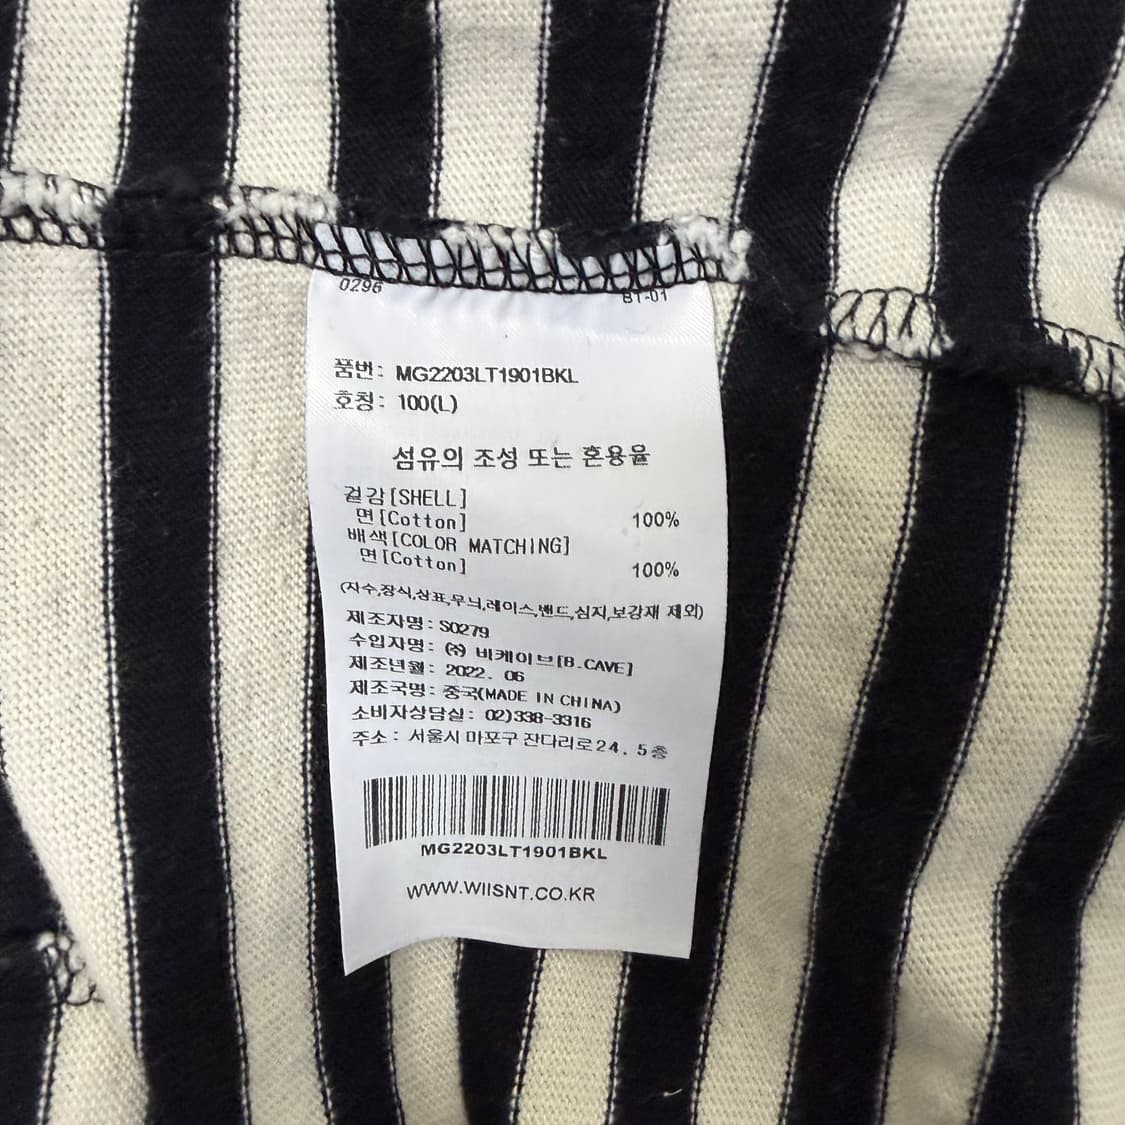 0296 BT-01
품번: MG2203LT1901BKL
호칭: 100(L)
섬유의 조성 또는 혼용율
겉감[SHELL]
면[Cotton] 100%
배색[COLOR MATCHING]
면[Cotton] 100%
(자수,장식,상표,무늬,레이스,밴드,심지,보강재 제외)
제조자명: S0279
수입자명: ㈜ 비케이브[B.CAVE]
제조년월: 2022. 06
제조국명: 중국(MADE IN CHINA)
소비자상담실: 02)338-3316
주소: 서울시 마포구 잔다리로24. 5층
MG2203LT1901BKL
WWW.WIISNT.CO.KR